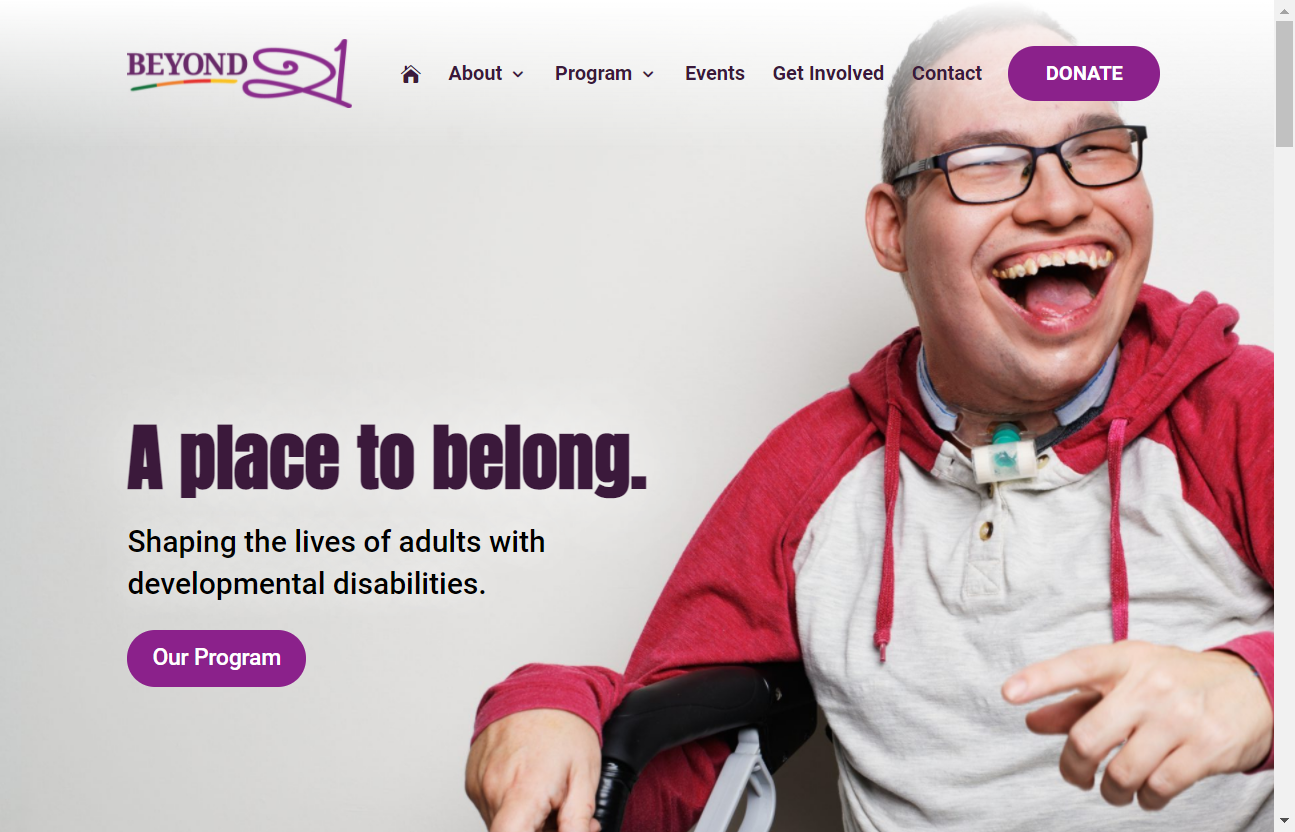 BEYOND 21
About
Program
Events
Get Involved
Contact
DONATE
A place to belong.
Shaping the lives of adults with
developmental disabilities.
Our Program